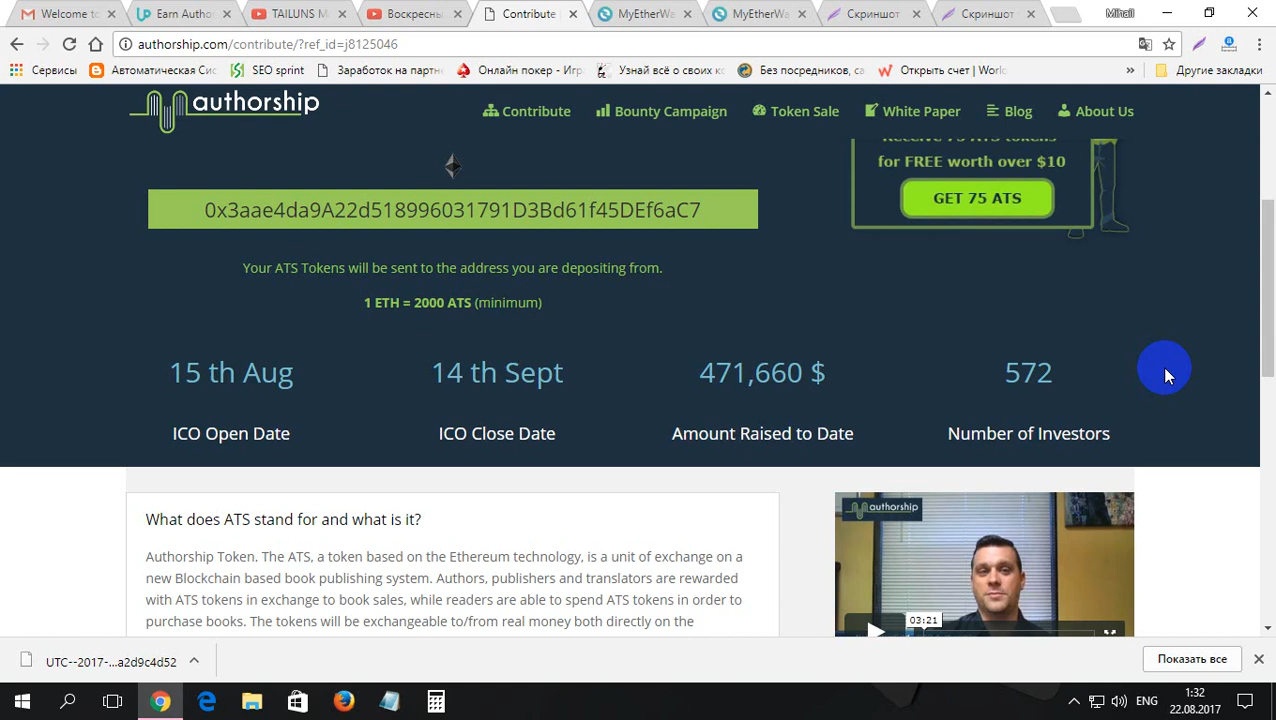 Welcome to
Earn Autho
TAILUNS M
Воскресны
Contribute
MyEtherWa
MyEtherWa
Скриншот
Скриншот
Mihail
authorship.com/contribute/?ref_id=j8125046
Сервисы
Автоматическая Сис
SEO sprint
Заработок на партн
Онлайн покер - Игр
Узнай всё о своих к
Без посредников, са
Открыть счет | Worl
»
Другие закладки
authorship
Contribute
Bounty Campaign
Token Sale
White Paper
Blog
About Us
Receive 75 ATS tokens
for FREE worth over $10
GET 75 ATS
0x3aae4da9A22d518996031791D3Bd61f45DEf6aC7
Your ATS Tokens will be sent to the address you are depositing from.
1 ETH = 2000 ATS (minimum)
15 th Aug
14 th Sept
471,660 $
572
ICO Open Date
ICO Close Date
Amount Raised to Date
Number of Investors
What does ATS stand for and what is it?
Authorship Token. The ATS, a token based on the Ethereum technology, is a unit of exchange on a
new Blockchain based book publishing system. Authors, publishers and translators are rewarded
with ATS tokens in exchange to book sales, while readers are able to spend ATS tokens in order to
purchase books. The tokens will be exchangeable to/from real money both directly on the
authorship
03:21
UTC--2017-...a2d9c4d52
Показать все
ENG
1:32
22.08.2017